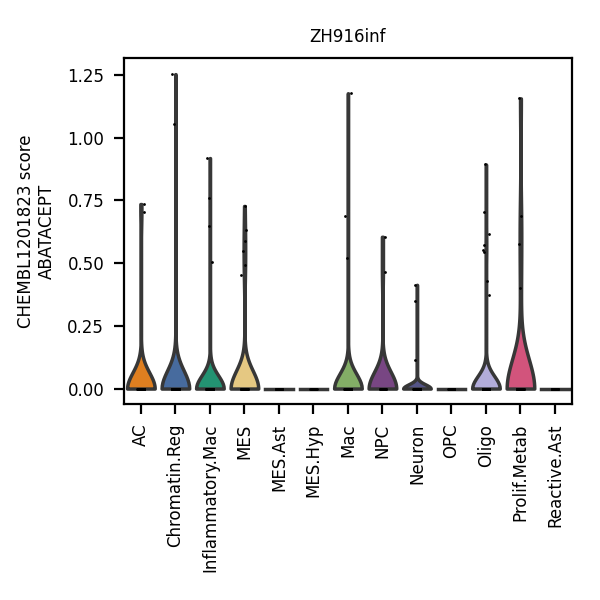 ZH916inf
CHEMBL1201823 score
ABATACEPT
1.25
1.00
0.75
0.50
0.25
0.00
AC
Chromatin.Reg
Inflammatory.Mac
MES
MES.Ast
MES.Hyp
Mac
NPC
Neuron
OPC
Oligo
Prolif.Metab
Reactive.Ast